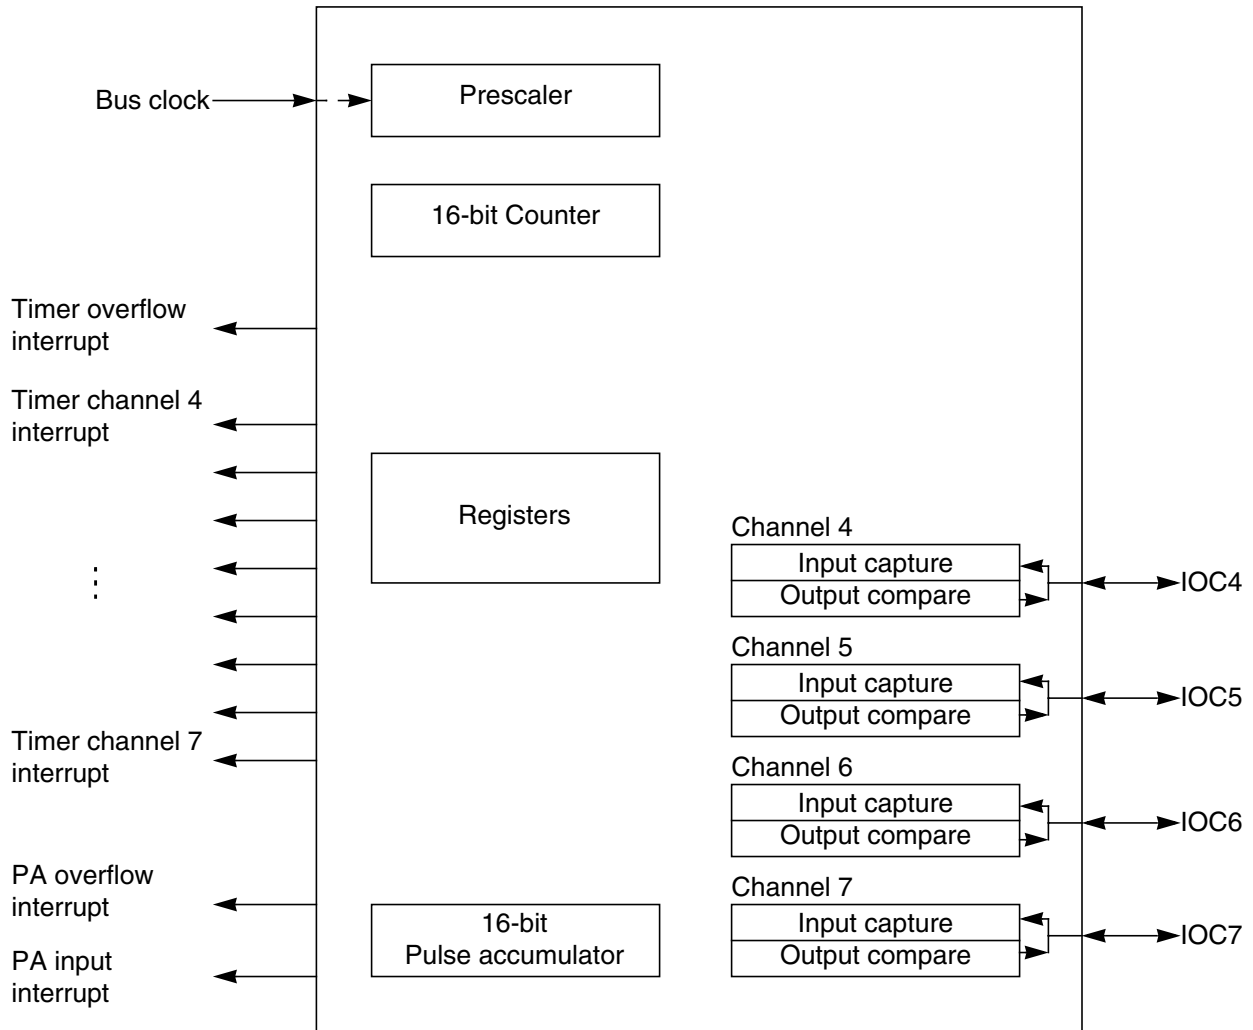 Bus clock
Prescaler
16-bit Counter
Timer overflow
interrupt
Timer channel 4
interrupt
Registers
Channel 4
Input capture
Output compare
IOC4
Channel 5
Input capture
Output compare
IOC5
Timer channel 7
interrupt
Channel 6
Input capture
Output compare
IOC6
PA overflow
interrupt
16-bit
Pulse accumulator
Channel 7
Input capture
Output compare
IOC7
PA input
interrupt